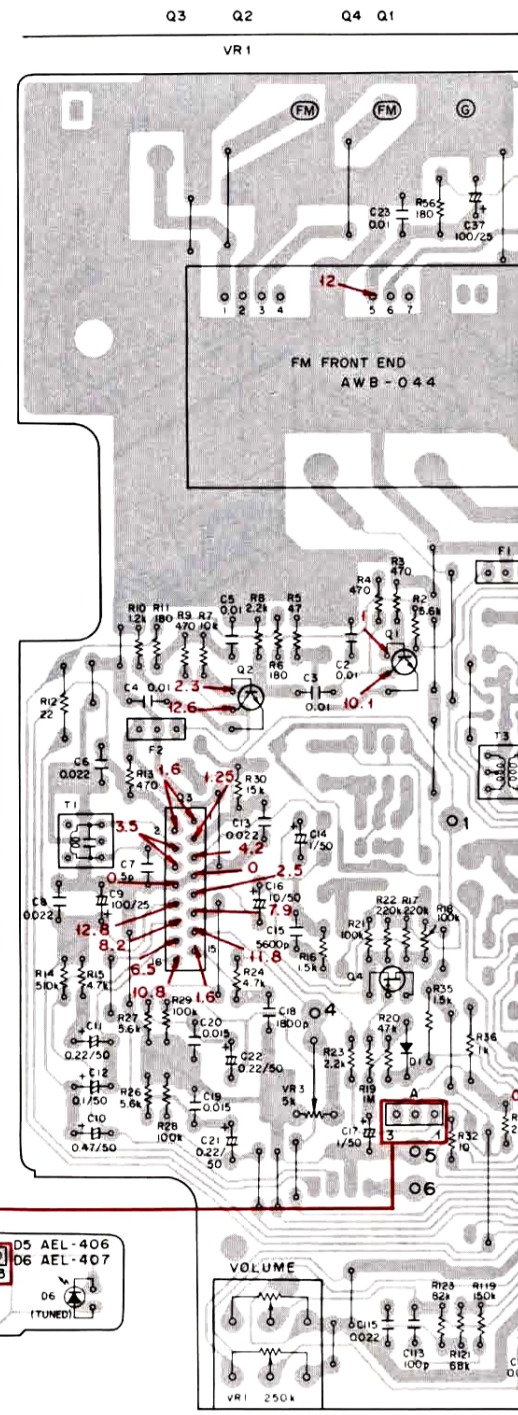 Q3 Q2 Q4 Q1
VR1
FM FM G
C23
0.01
R56
180
C37
100/25
12
1 2 3 4 5 6 7
FM FRONT END
AWB-044
F1
R10
1.2k
R11
180
R9
470
R7
10k
C5
0.01
R8
2.2k
R5
47
R4
470
R3
470
R2
5.6k
R6
180
C2
0.01
1
Q1
Q2
C4 0.01
2.3
12.6
C3
0.01
10.1
R12
22
F2
T3
C6
0.022
R13
470
1.6
3
1.25
R30
15k
T1
3.5
2
C13
0.022
C14
1/50
1
4.2
C7
0.5p
0
0
2.5
C8
0.022
C9
100/25
C16
10/50
7.9
12.8
8.2
C15
5600p
R16
1.5k
R21
100k
R22
220k
R17
220k
R18
100k
11.8
6.5
15
16
R14
510k
R15
4.7k
10.8
1.6
R24
4.7k
Q4
R35
1.5k
R27
5.6k
R29
100k
C20
0.015
C18
1800p
4
R20
47k
C11
0.22/50
C22
0.22/50
R23
2.2k
D1
R36
1k
C12
0.1/50
R26
5.6k
C19
0.015
VR3
5k
R19
1M
A
C10
0.47/50
R28
100k
C21
0.22/
50
C17
1/50
3
R32
10
5
6
D5 AEL-406
D6 AEL-407
D6
(TUNED)
VOLUME
VR1 250k
C115
0.022
C113
100p
R123
82k
R119
150k
R121
68k